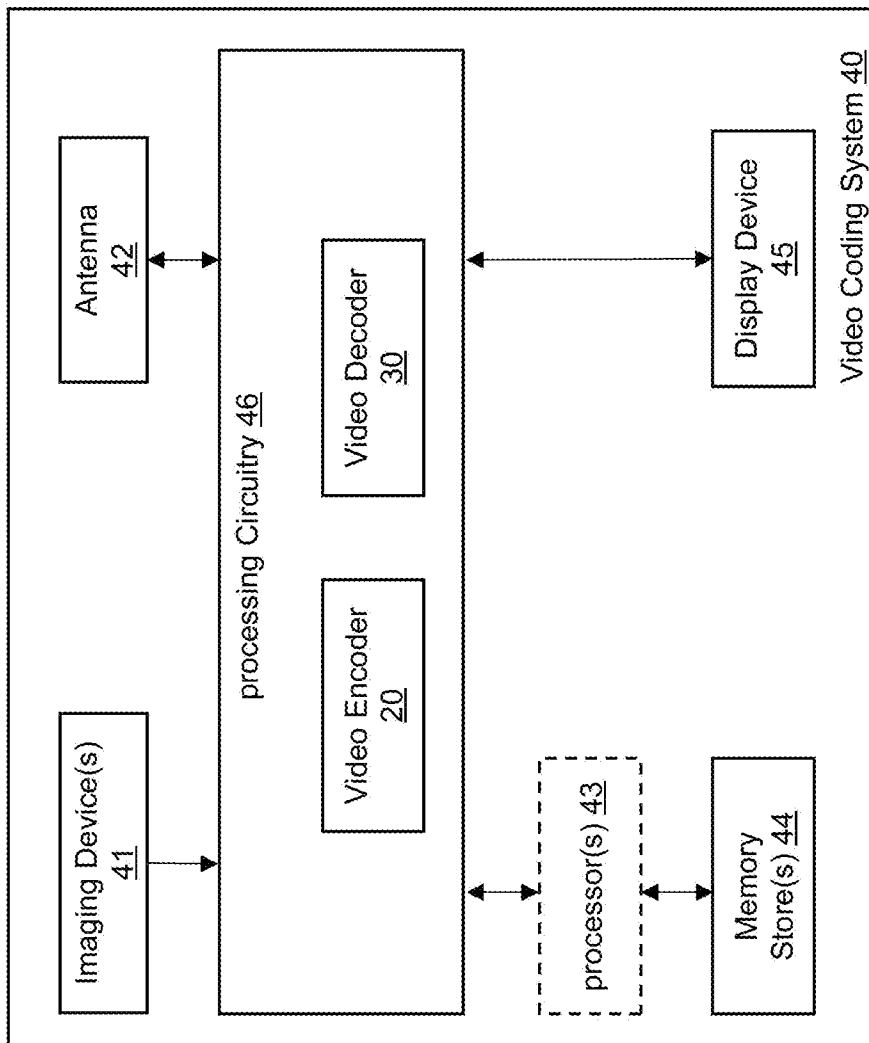 Imaging Device(s)
41
Antenna
42
processing Circuitry 46
Video Encoder
20
Video Decoder
30
processor(s) 43
Memory
Store(s) 44
Display Device
45
Video Coding System 40